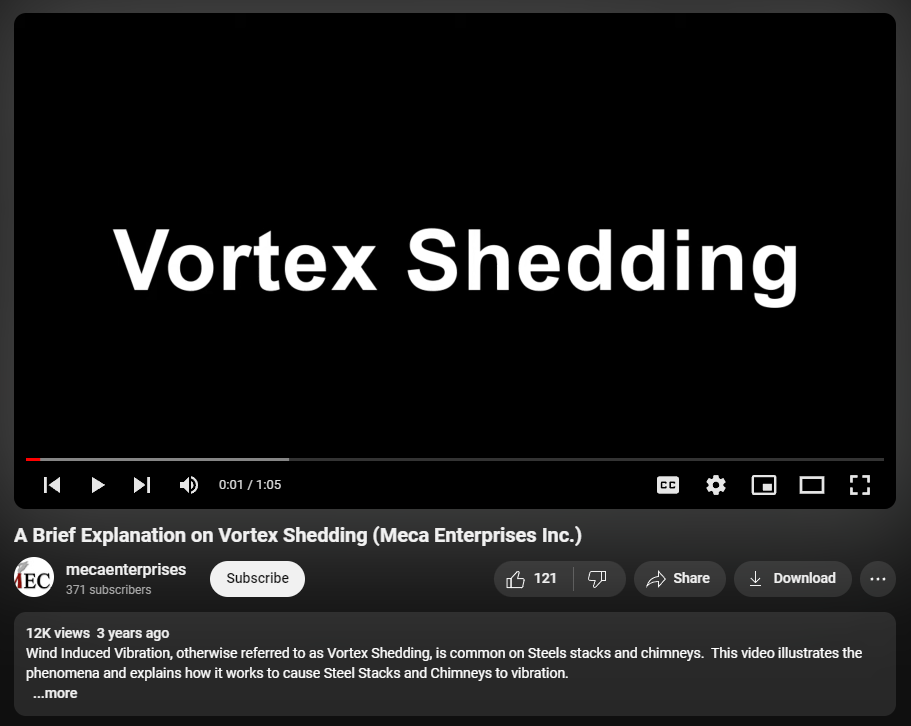 Vortex Shedding
0:01 / 1:05
CC
A Brief Explanation on Vortex Shedding (Meca Enterprises Inc.)
MEC
mecaenterprises
371 subscribers
Subscribe
121
Share
Download
12K views 3 years ago
Wind Induced Vibration, otherwise referred to as Vortex Shedding, is common on Steels stacks and chimneys. This video illustrates the
phenomena and explains how it works to cause Steel Stacks and Chimneys to vibration.
...more